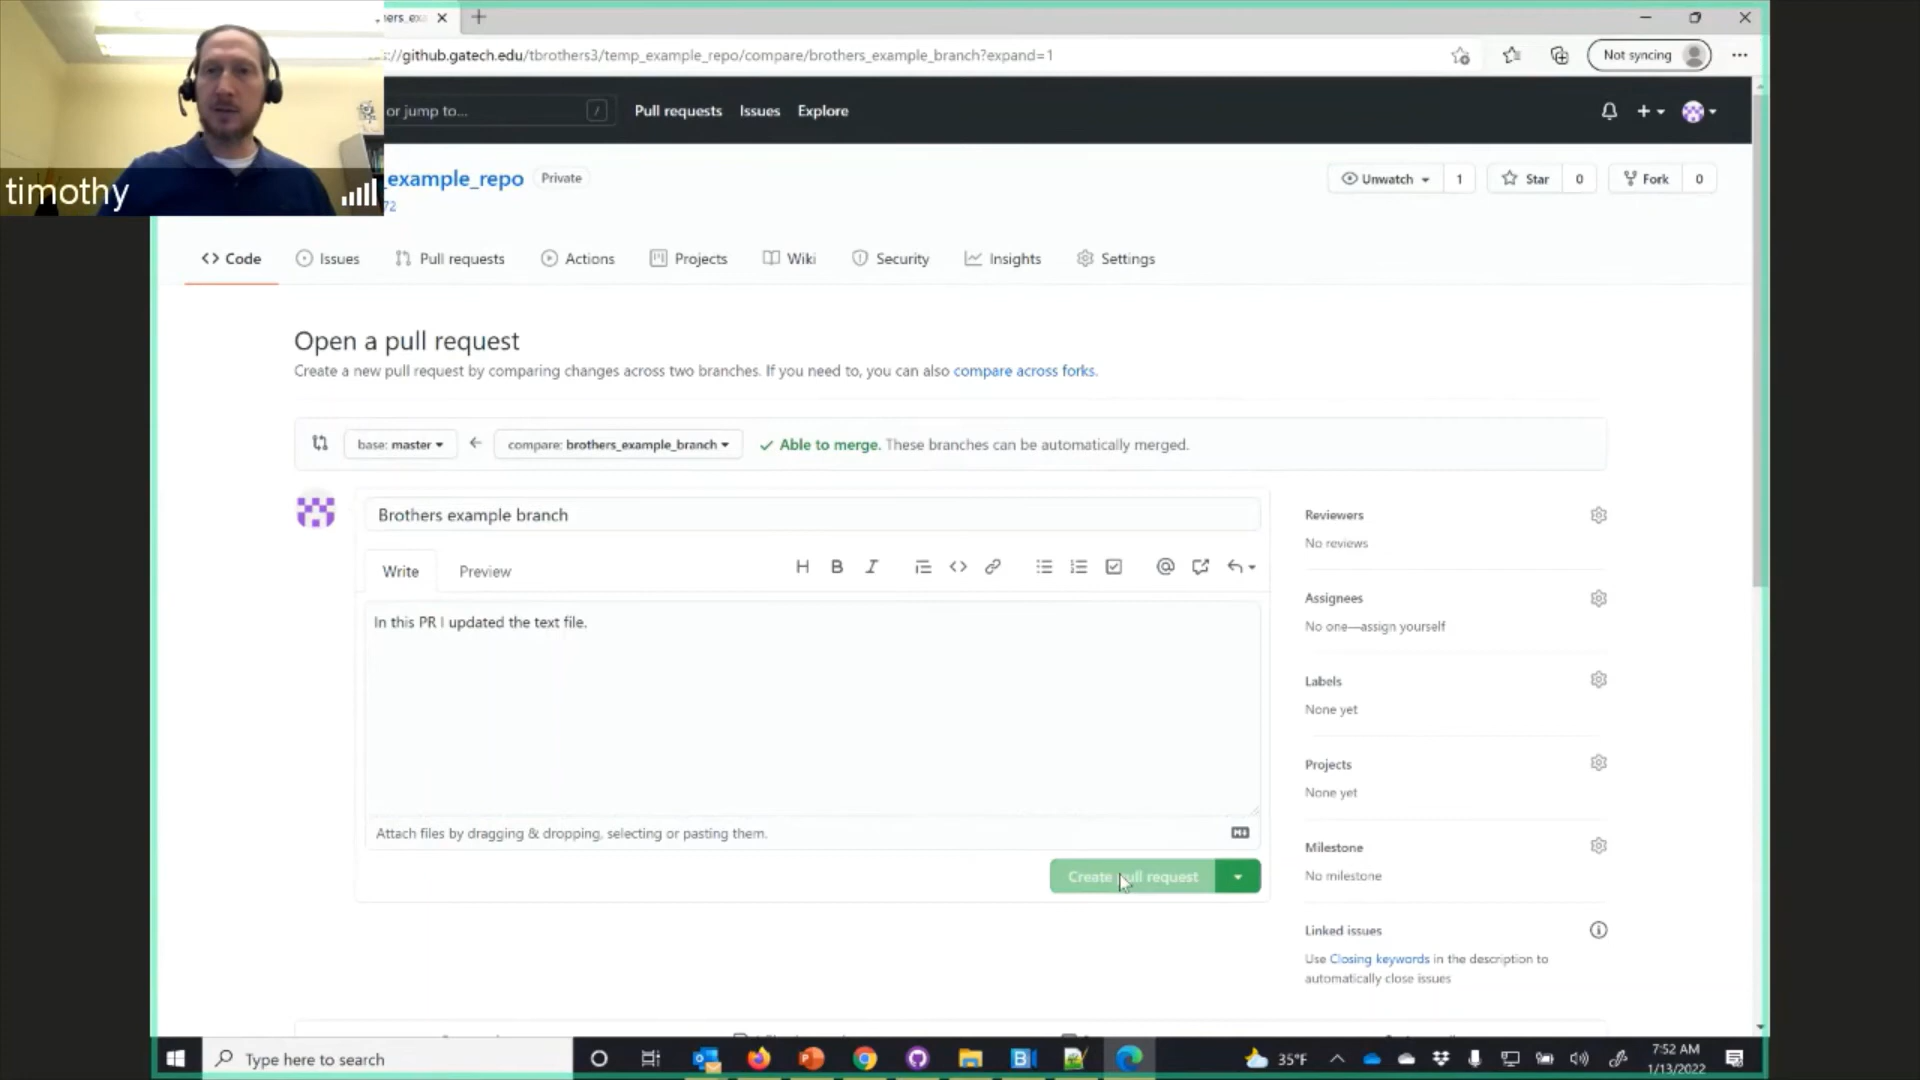 ://github.gatech.edu/tbrothers3/temp_example_repo/compare/brothers_example_branch?expand=1
Not syncing
or jump to...
/
Pull requests
Issues
Explore
timothy
example_repo
Private
Unwatch
1
Star
0
Fork
0
72
Code
Issues
Pull requests
Actions
Projects
Wiki
Security
Insights
Settings
Open a pull request
Create a new pull request by comparing changes across two branches. If you need to, you can also compare across forks.
base: master
compare: brothers_example_branch
Able to merge. These branches can be automatically merged.
Brothers example branch
Write
Preview
In this PR I updated the text file.
Attach files by dragging & dropping, selecting or pasting them.
Create pull request
Reviewers
No reviews
Assignees
No one—assign yourself
Labels
None yet
Projects
None yet
Milestone
No milestone
Linked issues
Use Closing keywords in the description to
automatically close issues
Type here to search
35°F
7:52 AM
1/13/2022